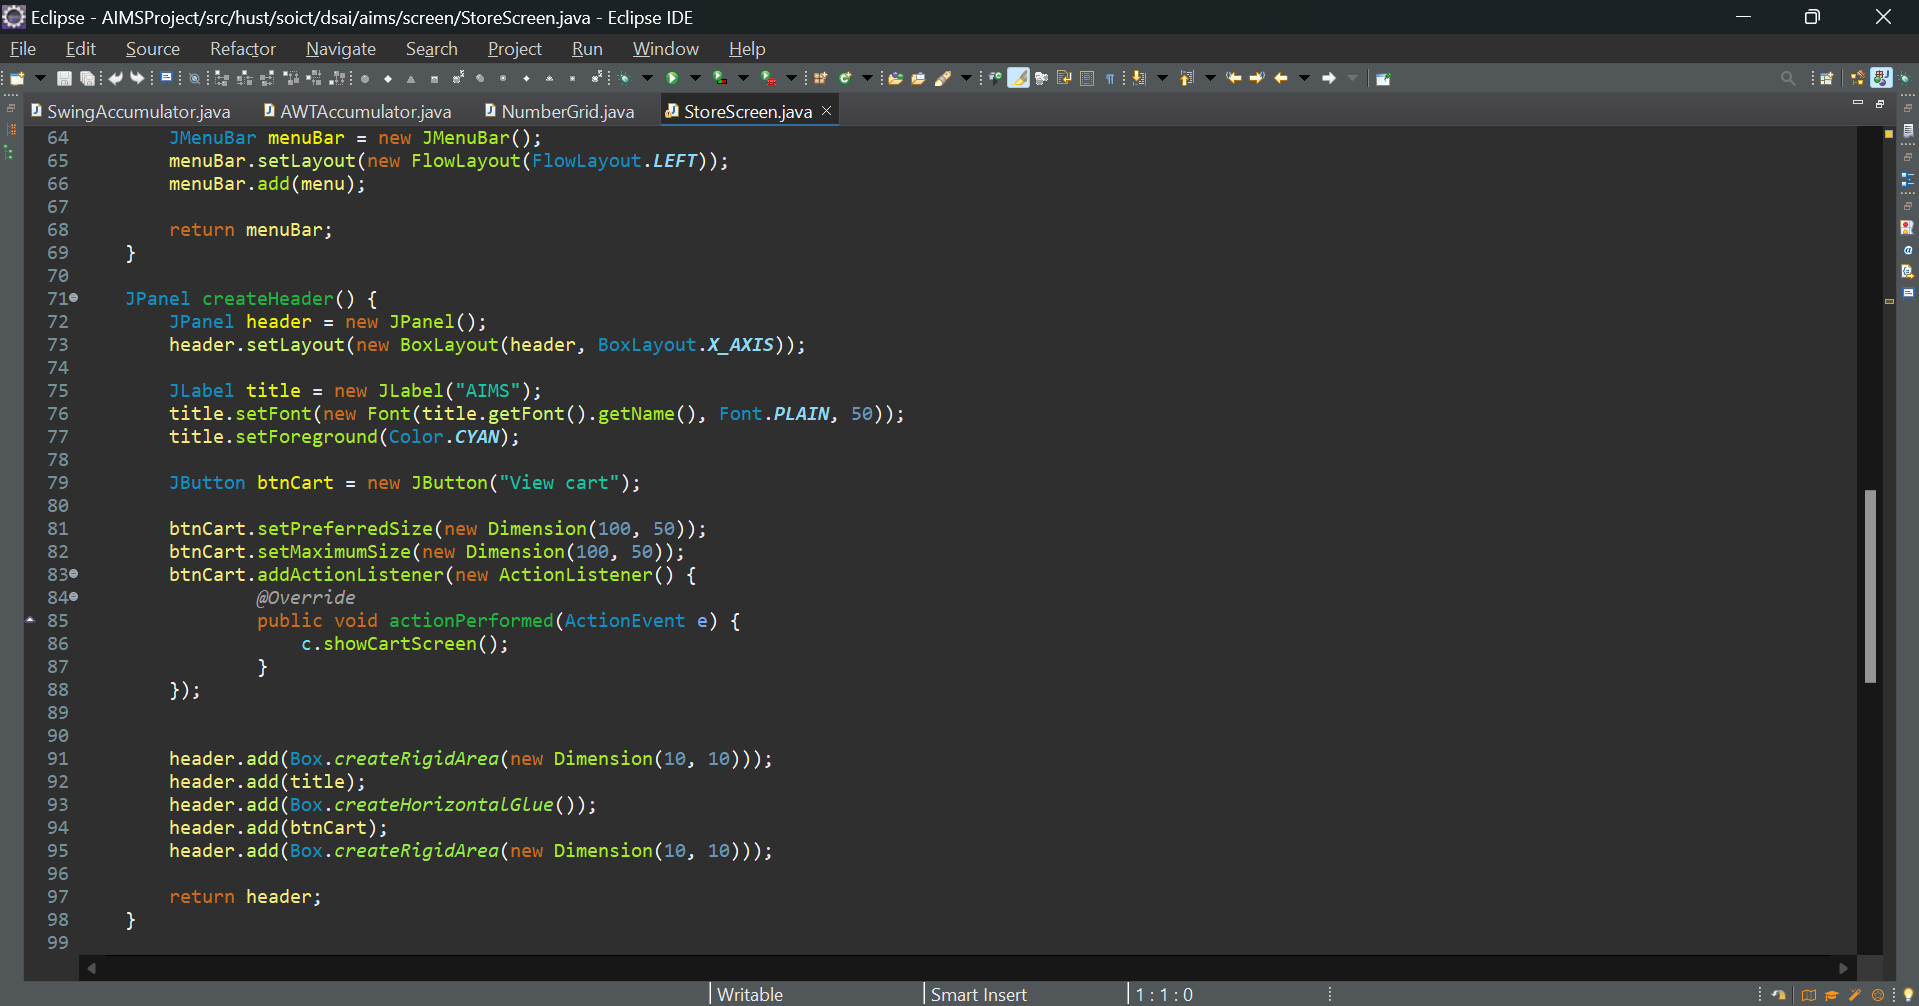 Eclipse - AIMSProject/src/hust/soict/dsai/aims/screen/StoreScreen.java - Eclipse IDE
File Edit Source Refactor Navigate Search Project Run Window Help
SwingAccumulator.java AWTAccumulator.java NumberGrid.java StoreScreen.java
64 JMenuBar menuBar = new JMenuBar();
65 menuBar.setLayout(new FlowLayout(FlowLayout.LEFT));
66 menuBar.add(menu);
67
68 return menuBar;
69 }
70
71 JPanel createHeader() {
72 JPanel header = new JPanel();
73 header.setLayout(new BoxLayout(header, BoxLayout.X_AXIS));
74
75 JLabel title = new JLabel("AIMS");
76 title.setFont(new Font(title.getFont().getName(), Font.PLAIN, 50));
77 title.setForeground(Color.CYAN);
78
79 JButton btnCart = new JButton("View cart");
80
81 btnCart.setPreferredSize(new Dimension(100, 50));
82 btnCart.setMaximumSize(new Dimension(100, 50));
83 btnCart.addActionListener(new ActionListener() {
84 @Override
85 public void actionPerformed(ActionEvent e) {
86 c.showCartScreen();
87 }
88 });
89
90
91 header.add(Box.createRigidArea(new Dimension(10, 10)));
92 header.add(title);
93 header.add(Box.createHorizontalGlue());
94 header.add(btnCart);
95 header.add(Box.createRigidArea(new Dimension(10, 10)));
96
97 return header;
98 }
99
Writable Smart Insert 1 : 1 : 0